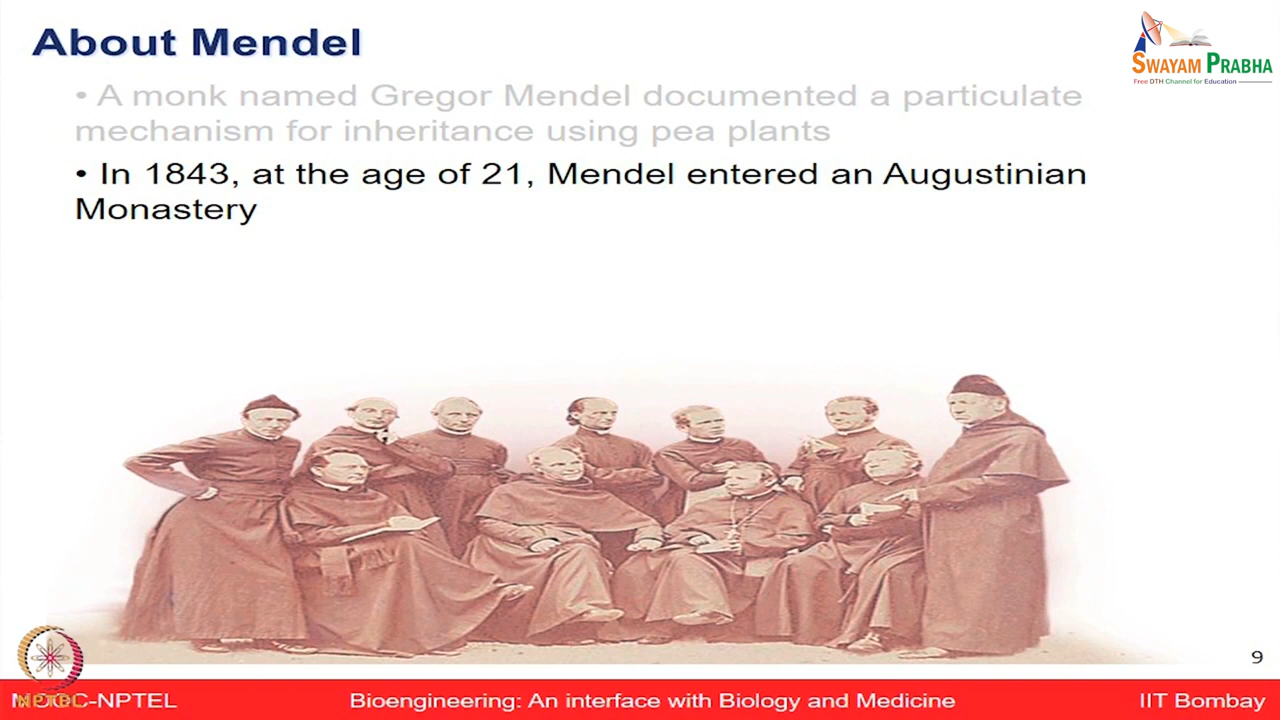 About Mendel
SWAYAM PRABHA
Free DTH Channel for Education
• A monk named Gregor Mendel documented a particulate
mechanism for inheritance using pea plants
• In 1843, at the age of 21, Mendel entered an Augustinian
Monastery
9
NPTEL
Bioengineering: An interface with Biology and Medicine
IIT Bombay